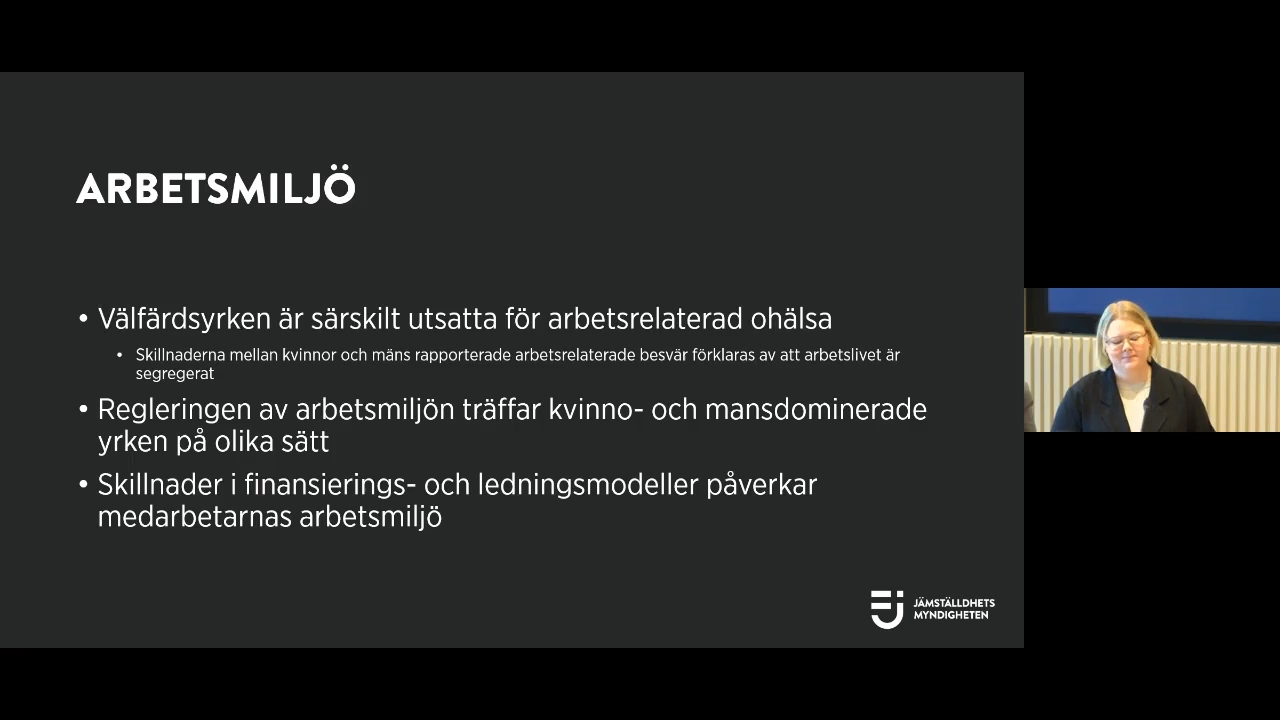 ARBETSMILJÖ
• Välfärdsyrken är särskilt utsatta för arbetsrelaterad ohälsa
• Skillnaderna mellan kvinnor och mäns rapporterade arbetsrelaterade besvär förklaras av att arbetslivet är
segregerat
• Regleringen av arbetsmiljön träffar kvinno- och mansdominerade
yrken på olika sätt
• Skillnader i finansierings- och ledningsmodeller påverkar
medarbetarnas arbetsmiljö
JÄMSTÄLLDHETS
MYNDIGHETEN